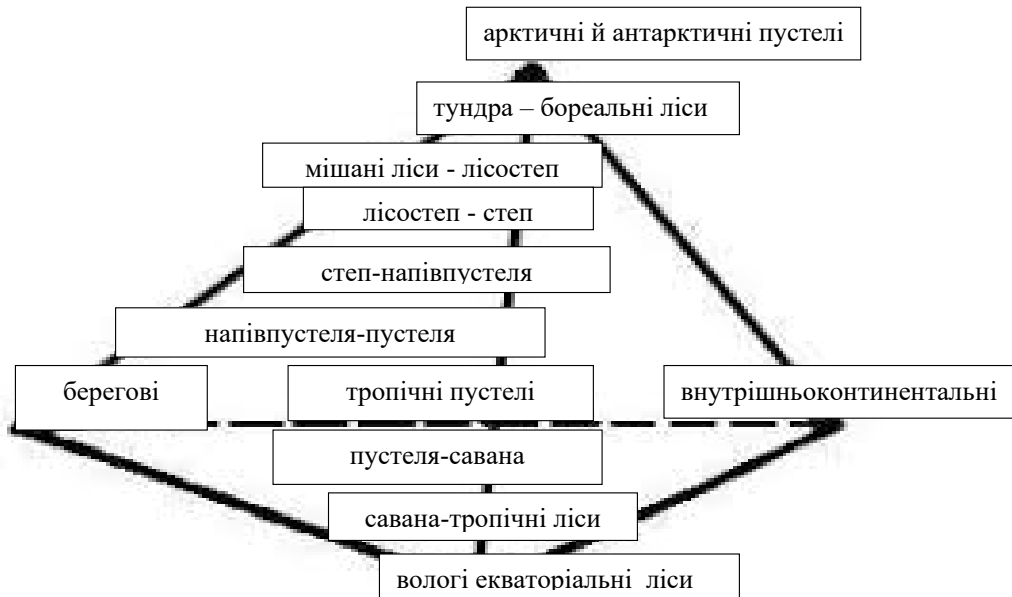 арктичні й антарктичні пустелі
тундра – бореальні ліси
мішані ліси - лісостеп
лісостеп - степ
степ-напівпустеля
напівпустеля-пустеля
берегові
тропічні пустелі
внутрішньоконтинентальні
пустеля-савана
савана-тропічні ліси
вологі екваторіальні ліси